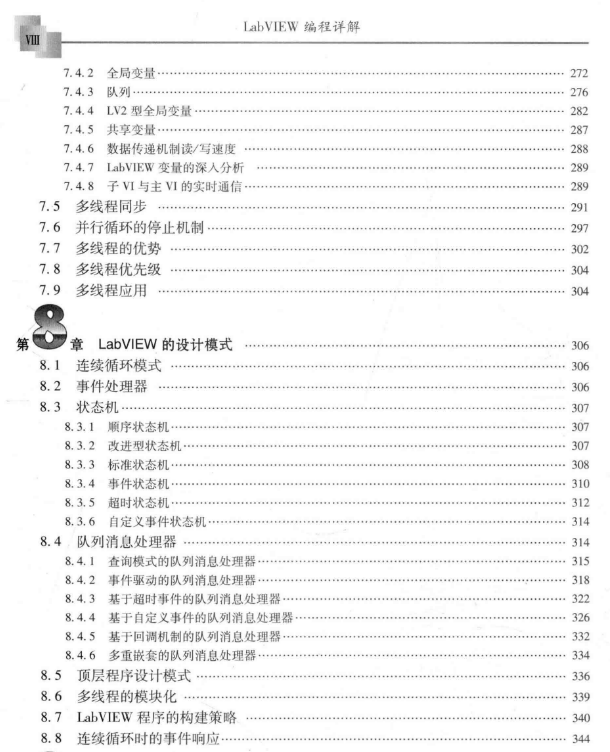 VIII
LabVIEW 编程详解
7.4.2 全局变量 272
7.4.3 队列 276
7.4.4 LV2 型全局变量 282
7.4.5 共享变量 287
7.4.6 数据传递机制读/写速度 288
7.4.7 LabVIEW 变量的深入分析 289
7.4.8 子 VI 与主 VI 的实时通信 289
7.5 多线程同步 291
7.6 并行循环的停止机制 297
7.7 多线程的优势 302
7.8 多线程优先级 304
7.9 多线程应用 304
第8章 LabVIEW 的设计模式 306
8.1 连续循环模式 306
8.2 事件处理器 306
8.3 状态机 307
8.3.1 顺序状态机 307
8.3.2 改进型状态机 307
8.3.3 标准状态机 308
8.3.4 事件状态机 310
8.3.5 超时状态机 312
8.3.6 自定义事件状态机 314
8.4 队列消息处理器 314
8.4.1 查询模式的队列消息处理器 315
8.4.2 事件驱动的队列消息处理器 318
8.4.3 基于超时事件的队列消息处理器 322
8.4.4 基于自定义事件的队列消息处理器 326
8.4.5 基于回调机制的队列消息处理器 332
8.4.6 多重嵌套的队列消息处理器 334
8.5 顶层程序设计模式 336
8.6 多线程的模块化 339
8.7 LabVIEW 程序的构建策略 340
8.8 连续循环时的事件响应 344